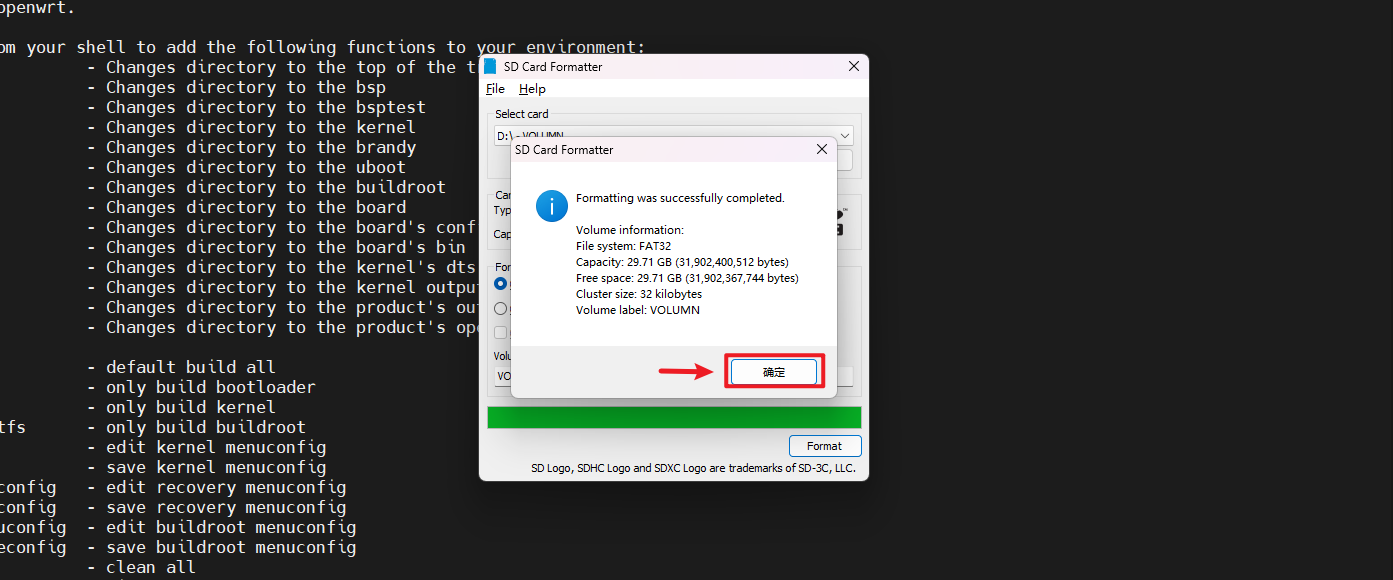 openwrt.
om your shell to add the following functions to your environment:
- Changes directory to the top of the
- Changes directory to the bsp
- Changes directory to the bsptest
- Changes directory to the kernel
- Changes directory to the brandy
- Changes directory to the uboot
- Changes directory to the buildroot
- Changes directory to the board
- Changes directory to the board's conf
- Changes directory to the board's bin
- Changes directory to the kernel's dts
- Changes directory to the kernel outpu
- Changes directory to the product's ou
- Changes directory to the product's ope
- default build all
- only build bootloader
- only build kernel
tfs - only build buildroot
- edit kernel menuconfig
- save kernel menuconfig
config - edit recovery menuconfig
config - save recovery menuconfig
uconfig - edit buildroot menuconfig
econfig - save buildroot menuconfig
- clean all
SD Card Formatter
File Help
Select card
D:\ - VOLUMN
SD Card Formatter
Formatting was successfully completed.
Volume information:
File system: FAT32
Capacity: 29.71 GB (31,902,400,512 bytes)
Free space: 29.71 GB (31,902,367,744 bytes)
Cluster size: 32 kilobytes
Volume label: VOLUMN
确定
Car
Typ
Cap
For
Volu
VO
Format
SD Logo, SDHC Logo and SDXC Logo are trademarks of SD-3C, LLC.